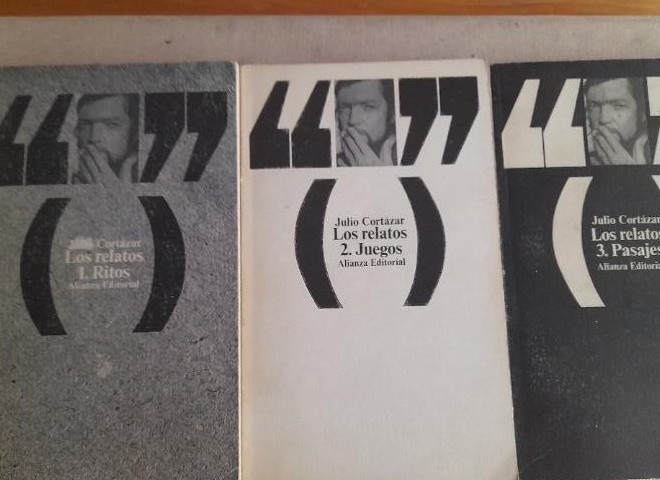 “ ”
( )
Julio Cortázar
Los relatos
1. Ritos
Alianza Editorial
“ ”
( )
Julio Cortázar
Los relatos
2. Juegos
Alianza Editorial
“ ”
(
Julio Cortázar
Los relatos
3. Pasajes
Alianza Editorial